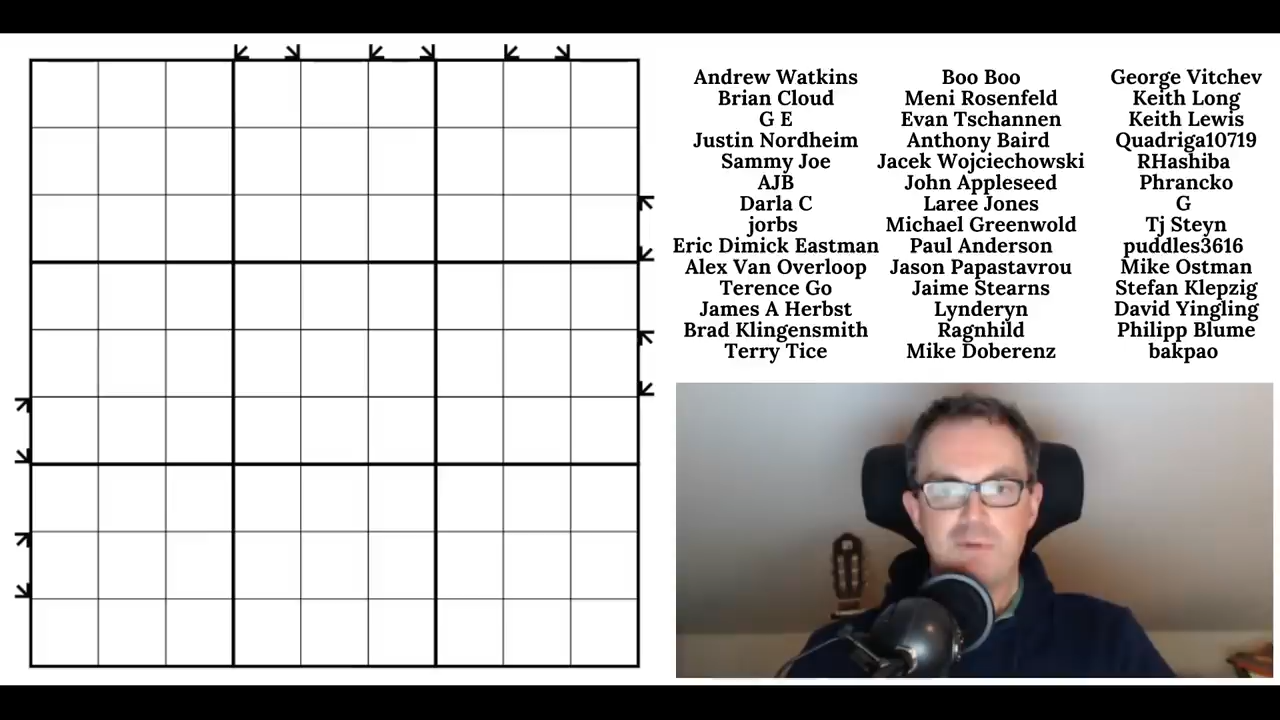 Andrew Watkins
Brian Cloud
G E
Justin Nordheim
Sammy Joe
AJB
Darla C
jorbs
Eric Dimick Eastman
Alex Van Overloop
Terence Go
James A Herbst
Brad Klingensmith
Terry Tice
Boo Boo
Meni Rosenfeld
Evan Tschannen
Anthony Baird
Jacek Wojciechowski
John Appleseed
Laree Jones
Michael Greenwold
Paul Anderson
Jason Papastavrou
Jaime Stearns
Lynderyn
Ragnhild
Mike Doberenz
George Vitchev
Keith Long
Keith Lewis
Quadriga10719
RHashiba
Phrancko
G
Tj Steyn
puddles3616
Mike Ostman
Stefan Klepzig
David Yingling
Philipp Blume
bakpao